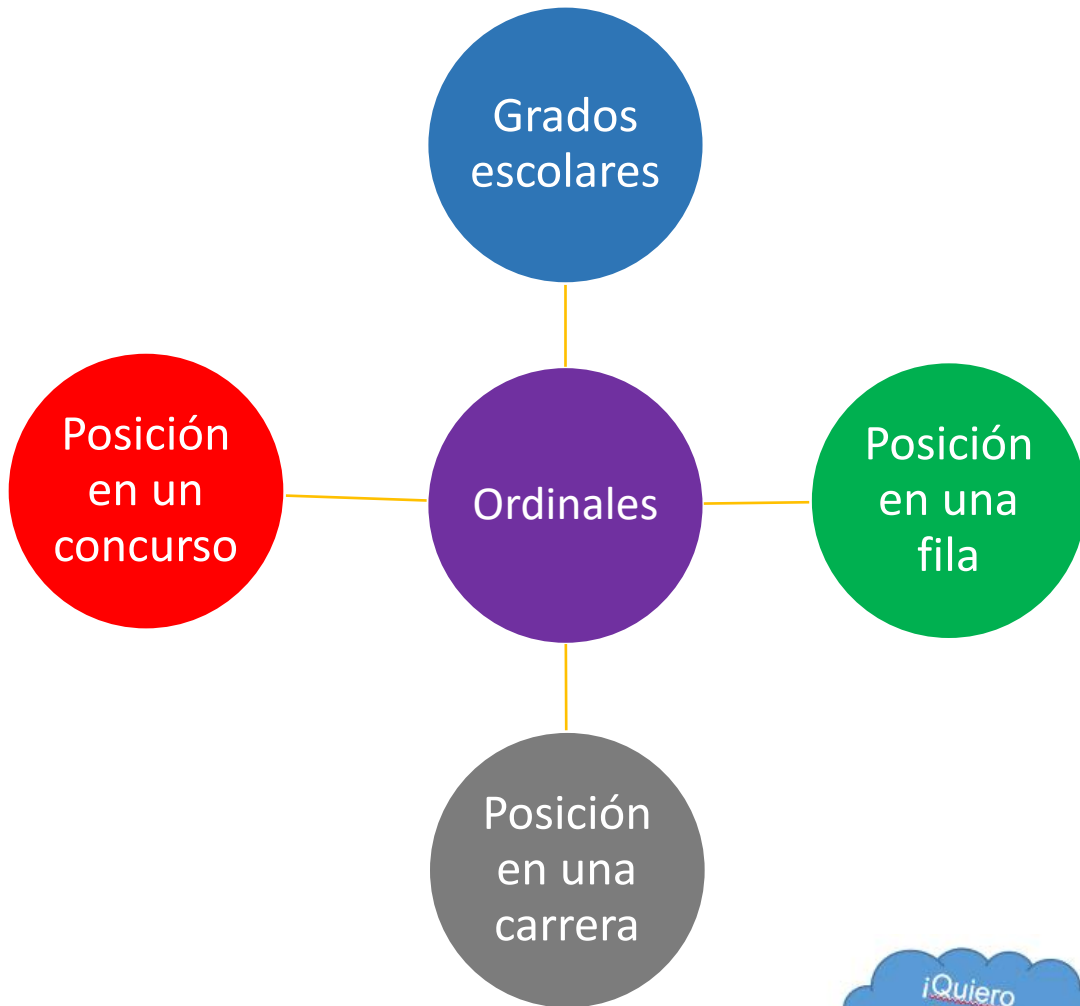 Grados
escolares
Posición
en un
concurso
Ordinales
Posición
en una
fila
Posición
en una
carrera
¡Quiero